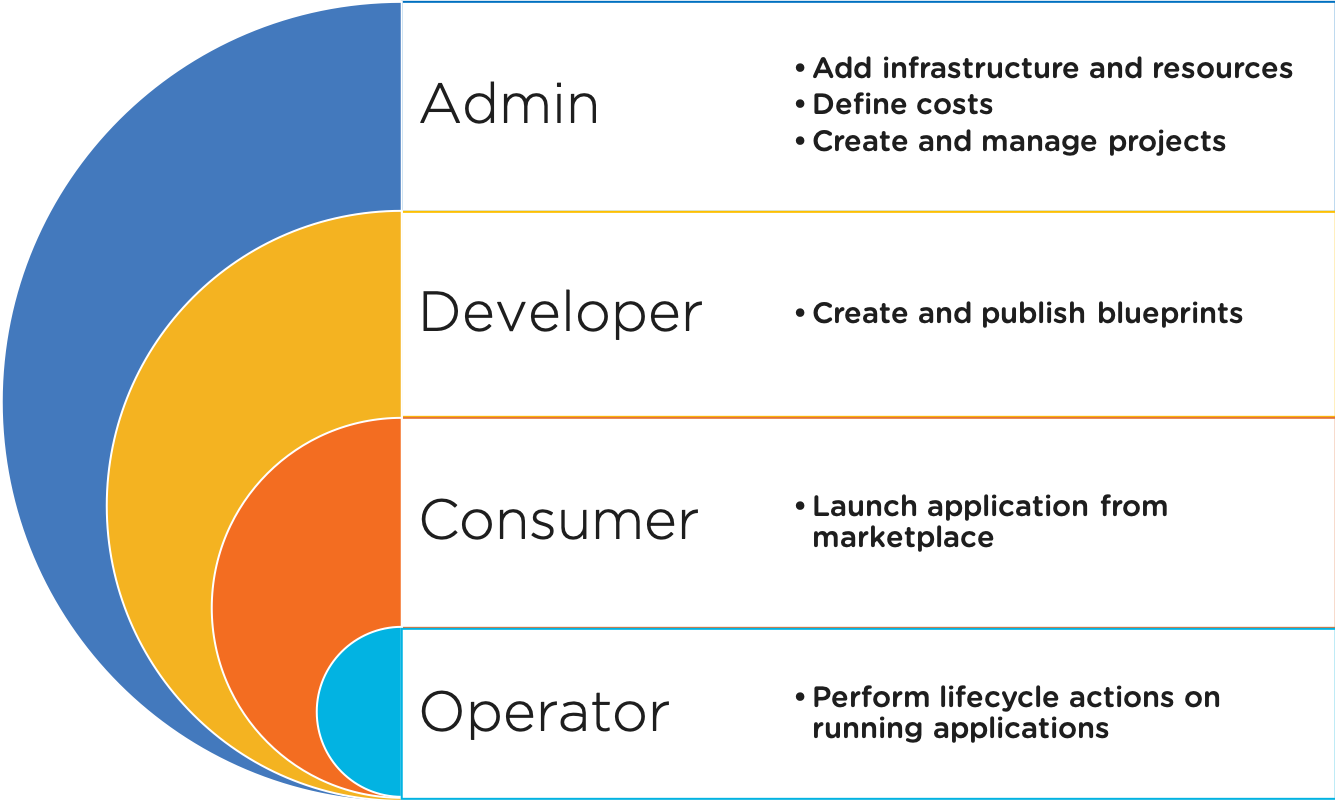 Admin
• Add infrastructure and resources
• Define costs
• Create and manage projects
Developer
• Create and publish blueprints
Consumer
• Launch application from
marketplace
Operator
• Perform lifecycle actions on
running applications